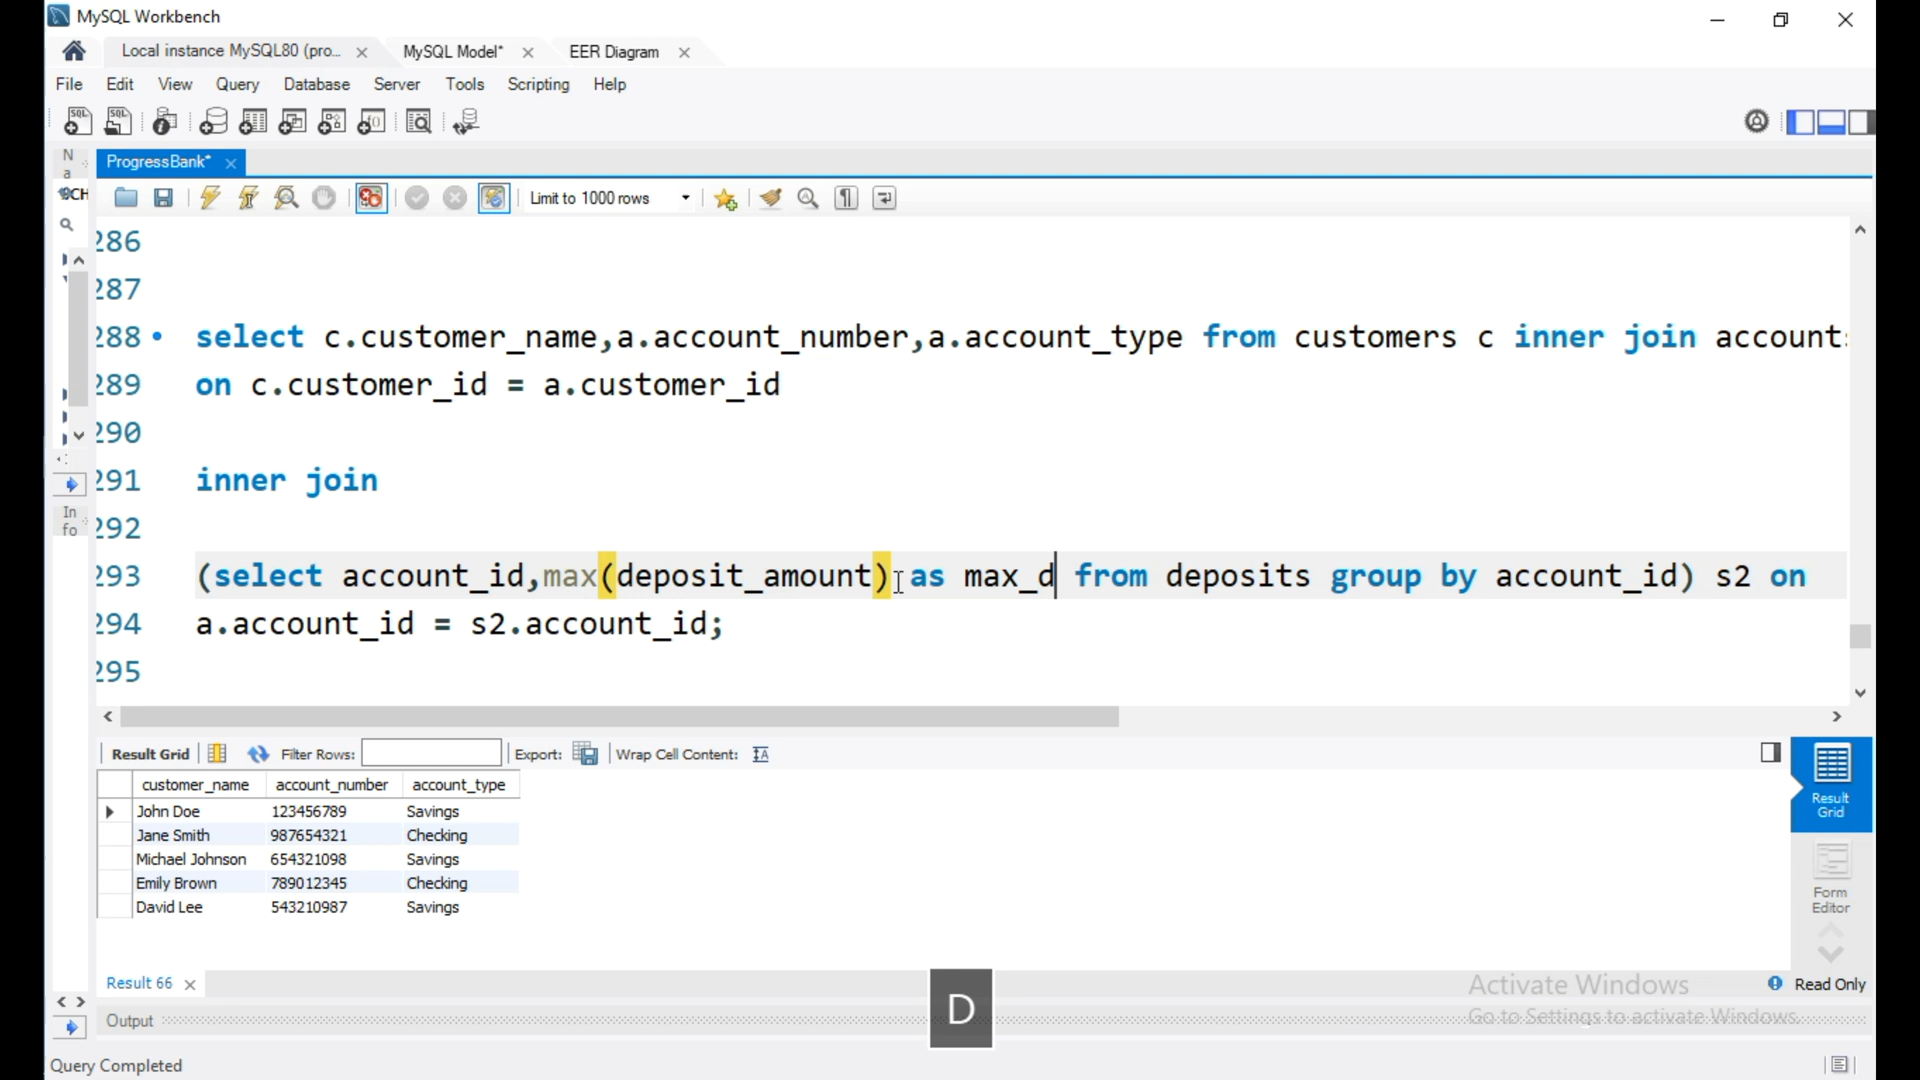 MySQL Workbench
Local instance MySQL80 (pro...
MySQL Model*
EER Diagram
File Edit View Query Database Server Tools Scripting Help
N
a
ProgressBank*
SCH
Limit to 1000 rows
286
287
288 select c.customer_name,a.account_number,a.account_type from customers c inner join account
289 on c.customer_id = a.customer_id
290
291 inner join
292
293 (select account_id,max(deposit_amount) as max_d from deposits group by account_id) s2 on
294 a.account_id = s2.account_id;
295
In
fo
Result Grid Filter Rows: Export: Wrap Cell Content:
customer_name account_number account_type
John Doe 123456789 Savings
Jane Smith 987654321 Checking
Michael Johnson 654321098 Savings
Emily Brown 789012345 Checking
David Lee 543210987 Savings
Result
Grid
Form
Editor
Result 66
D
Activate Windows
Go to Settings to activate Windows.
Read Only
Output
Query Completed